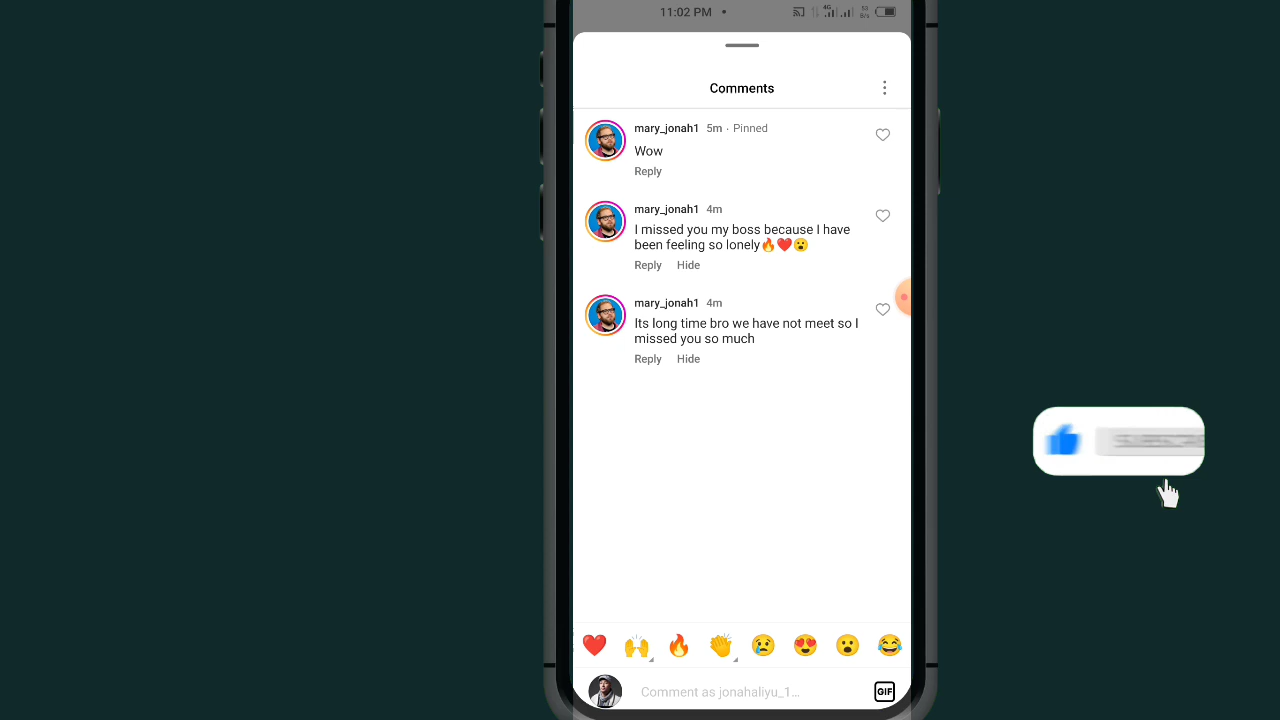 11:02 PM •
4G 53 B/s
Comments
mary_jonah1 5m · Pinned
Wow
Reply
mary_jonah1 4m
I missed you my boss because I have
been feeling so lonely🔥❤️😮
Reply Hide
mary_jonah1 4m
Its long time bro we have not meet so I
missed you so much
Reply Hide
Comment as jonahaliyu_1...
GIF